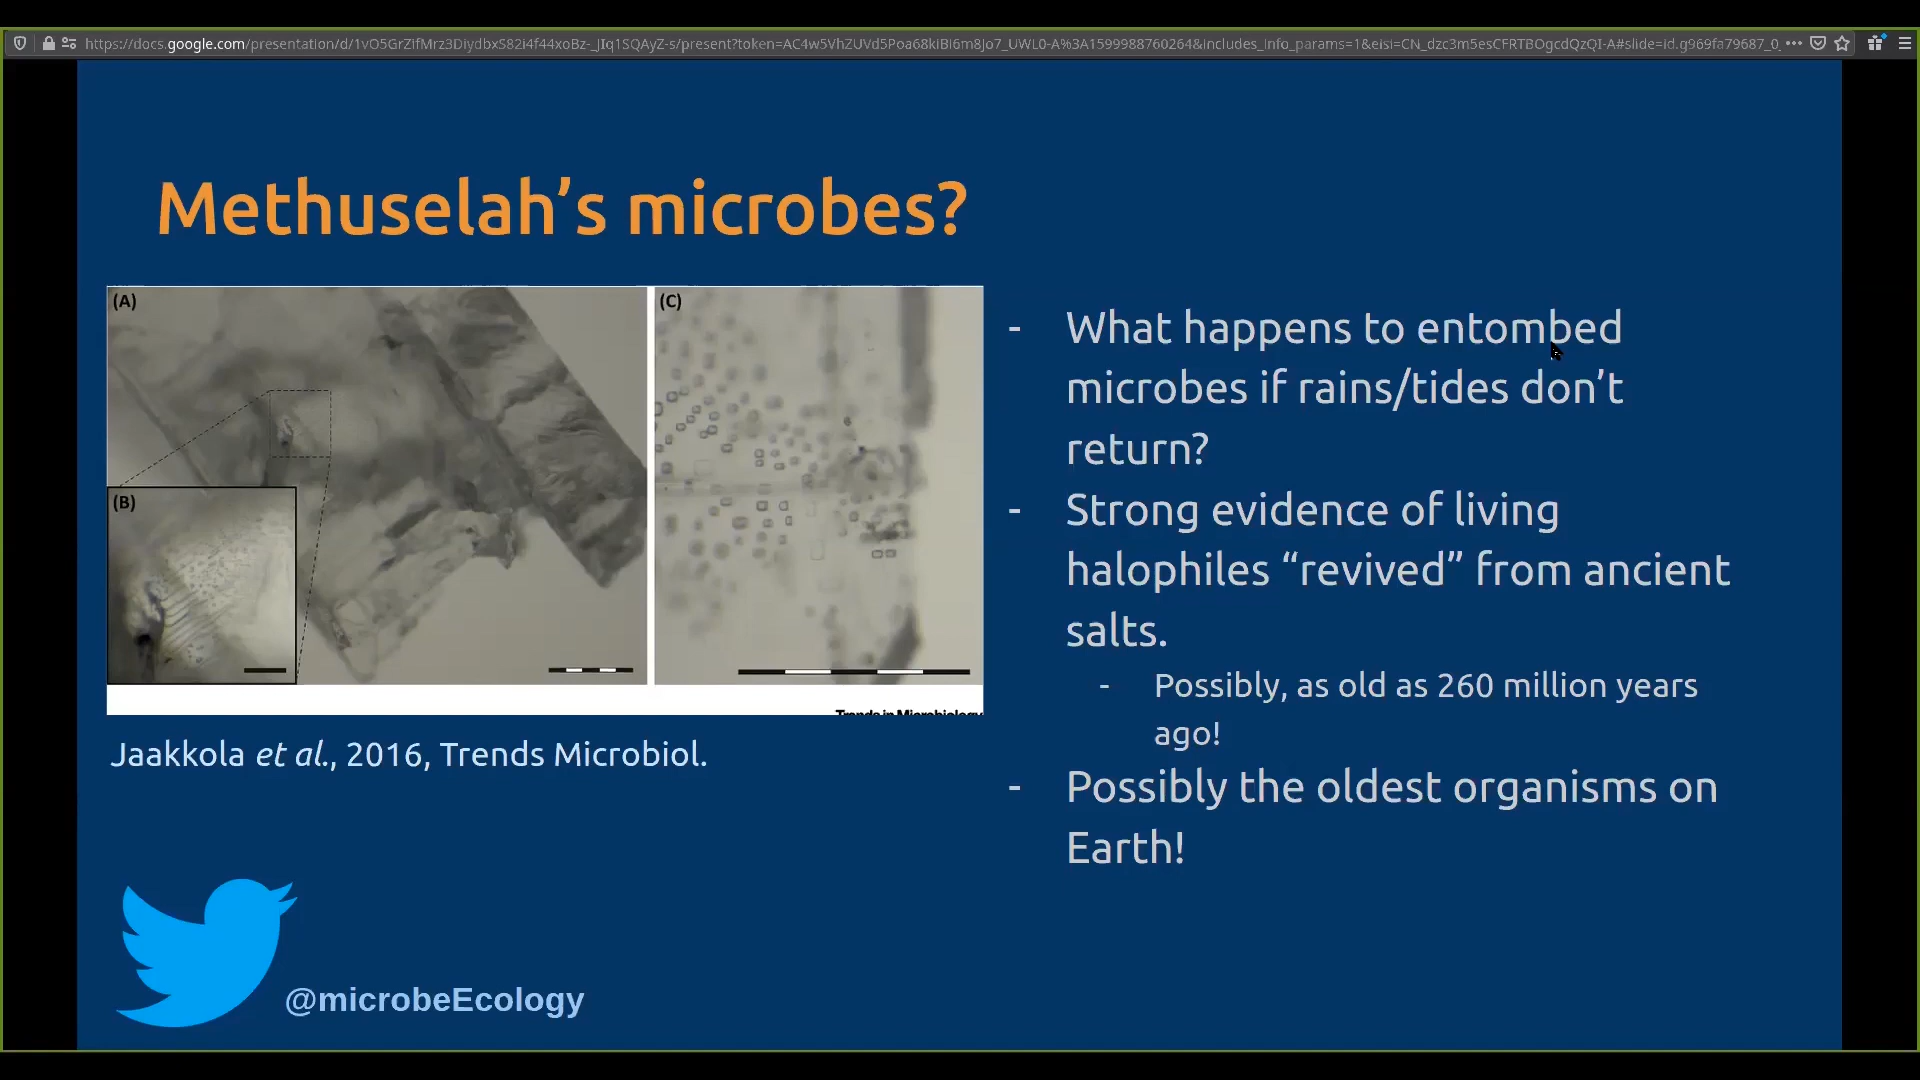 https://docs.google.com/presentation/d/1vO5GrZifMrz3DiydbxS82i4f44xoBz-_JIq1SQAyZ-s/present?token=AC4w5VhZUVd5Poa68kIBI6m8Jo7_UWL0-A%3A1599988760264&includes_info_params=1&eisi=CN_dzc3m5esCFRTBOgcdQzQI-A#slide=id.g969fa79687_0_
Methuselah’s microbes?
(A)
(C)
(B)
Trends in Microbiology
Jaakkola et al., 2016, Trends Microbiol.
- What happens to entombed
microbes if rains/tides don’t
return?
- Strong evidence of living
halophiles “revived” from ancient
salts.
- Possibly, as old as 260 million years
ago!
- Possibly the oldest organisms on
Earth!
@microbeEcology